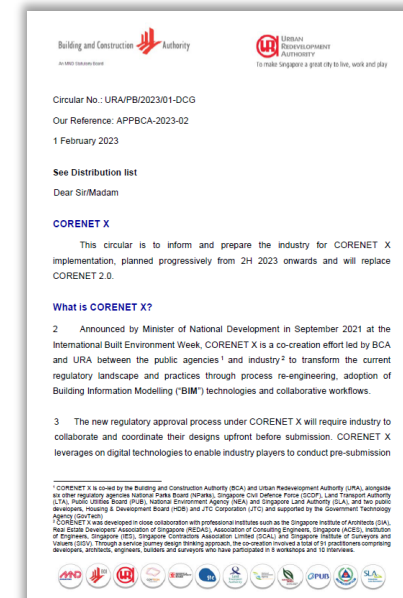 Building and Construction Authority
An MND Statutory Board
URBAN
REDEVELOPMENT
AUTHORITY
To make Singapore a great city to live, work and play
Circular No.: URA/PB/2023/01-DCG
Our Reference: APPBCA-2023-02
1 February 2023
See Distribution list
Dear Sir/Madam
CORENET X
This circular is to inform and prepare the industry for CORENET X
implementation, planned progressively from 2H 2023 onwards and will replace
CORENET 2.0.
What is CORENET X?
2 Announced by Minister of National Development in September 2021 at the
International Built Environment Week, CORENET X is a co-creation effort led by BCA
and URA between the public agencies ¹ and industry ² to transform the current
regulatory landscape and practices through process re-engineering, adoption of
Building Information Modelling ("BIM") technologies and collaborative workflows.
3 The new regulatory approval process under CORENET X will require industry to
collaborate and coordinate their designs upfront before submission. CORENET X
leverages on digital technologies to enable industry players to conduct pre-submission
¹ CORENET X is co-led by the Building and Construction Authority (BCA) and Urban Redevelopment Authority (URA), alongside
six other regulatory agencies National Parks Board (NParks), Singapore Civil Defence Force (SCDF), Land Transport Authority
(LTA), Public Utilities Board (PUB), National Environment Agency (NEA) and Singapore Land Authority (SLA), and two public
developers, Housing & Development Board (HDB) and JTC Corporation (JTC) and supported by the Government Technology
Agency (GovTech)
² CORENET X was developed in close collaboration with professional institutes such as the Singapore Institute of Architects (SIA),
Real Estate Developers' Association of Singapore (REDAS), Association of Consulting Engineers, Singapore (ACES), Institution
of Engineers, Singapore (IES), Singapore Contractors Association Limited (SCAL) and Singapore Institute of Surveyors and
Valuers (SISV). Through a service journey design thinking approach, the co-creation involved a total of 91 practitioners comprising
developers, architects, engineers, builders and surveyors who have participated in 8 workshops and 10 interviews.
MND
PUB
SLA